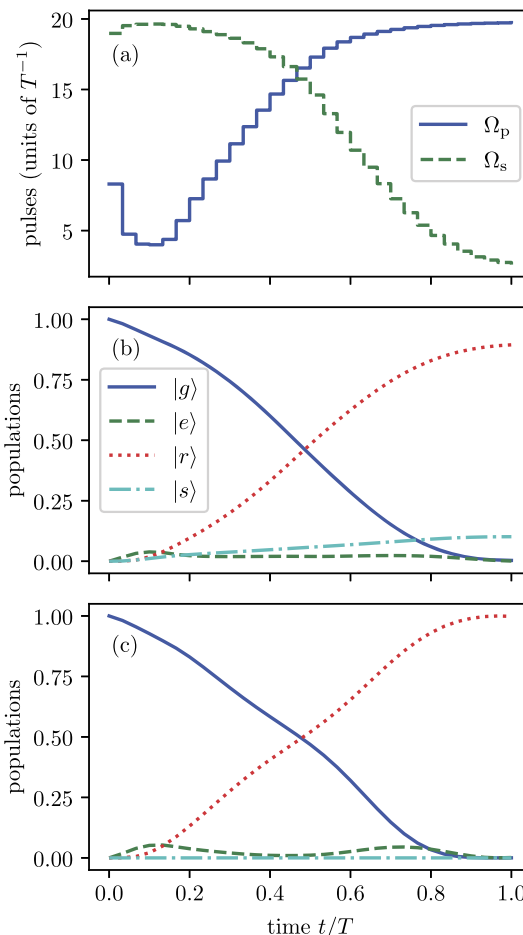 20
15
10
5
pulses (units of T⁻¹)
(a)
Ωp
Ωs
1.00
0.75
0.50
0.25
0.00
populations
(b)
|g⟩
|e⟩
|r⟩
|s⟩
1.00
0.75
0.50
0.25
0.00
populations
(c)
0.0 0.2 0.4 0.6 0.8 1.0
time t/T